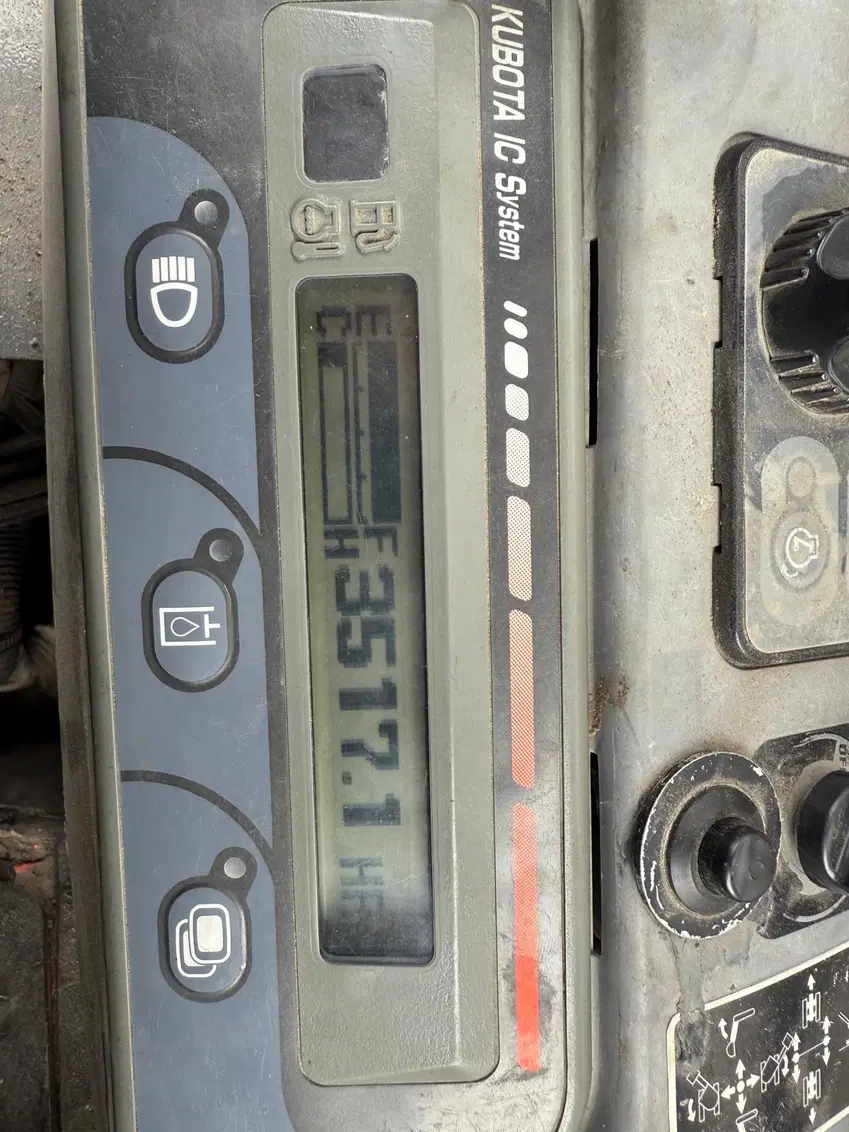 KUBOTA IC System
E F
C H
3517.1 HR